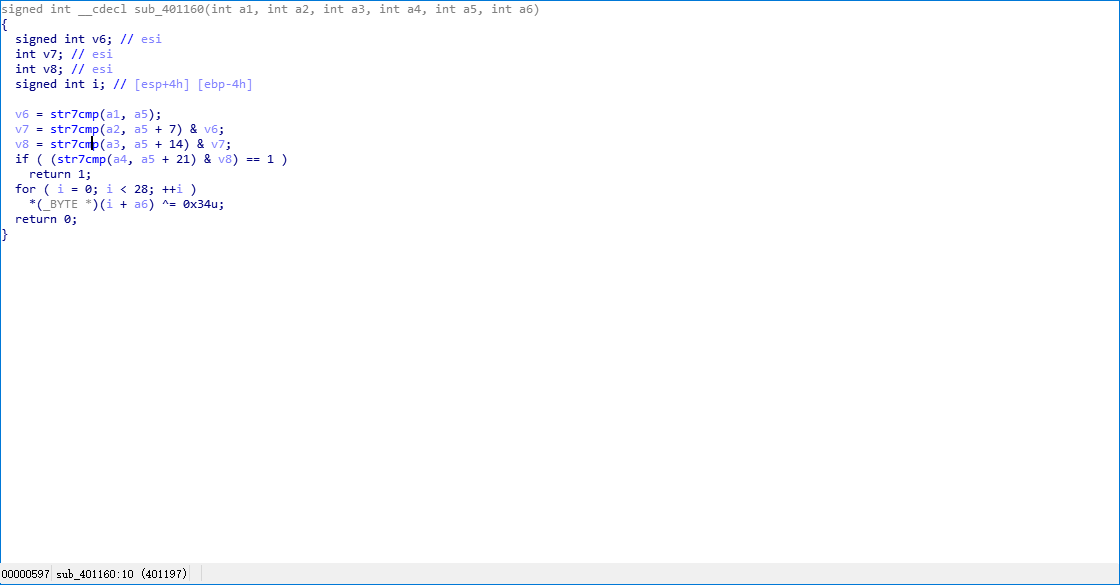 signed int __cdecl sub_401160(int a1, int a2, int a3, int a4, int a5, int a6)
{
  signed int v6; // esi
  int v7; // esi
  int v8; // esi
  signed int i; // [esp+4h] [ebp-4h]

  v6 = str7cmp(a1, a5);
  v7 = str7cmp(a2, a5 + 7) & v6;
  v8 = str7cmp(a3, a5 + 14) & v7;
  if ( (str7cmp(a4, a5 + 21) & v8) == 1 )
    return 1;
  for ( i = 0; i < 28; ++i )
    *(_BYTE *)(i + a6) ^= 0x34u;
  return 0;
}
00000597 sub_401160:10 (401197)